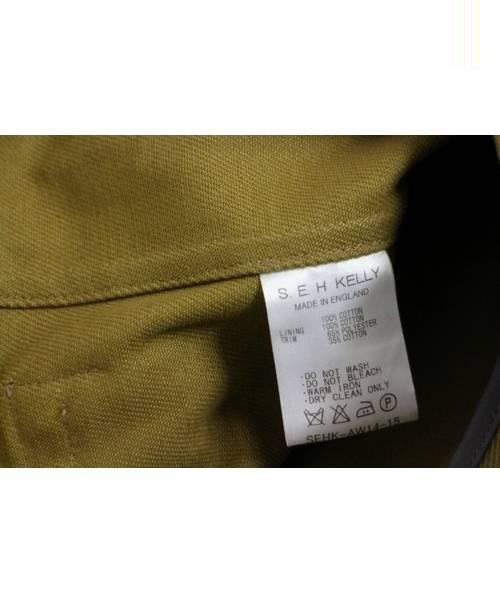 S E H KELLY
MADE IN ENGLAND
100% COTTON
LINING 100% COTTON
TRIM 65% POLYESTER
35% COTTON
·DO NOT WASH
·DO NOT BLEACH
·WARM IRON
·DRY CLEAN ONLY
P
SEHK-AW14-15